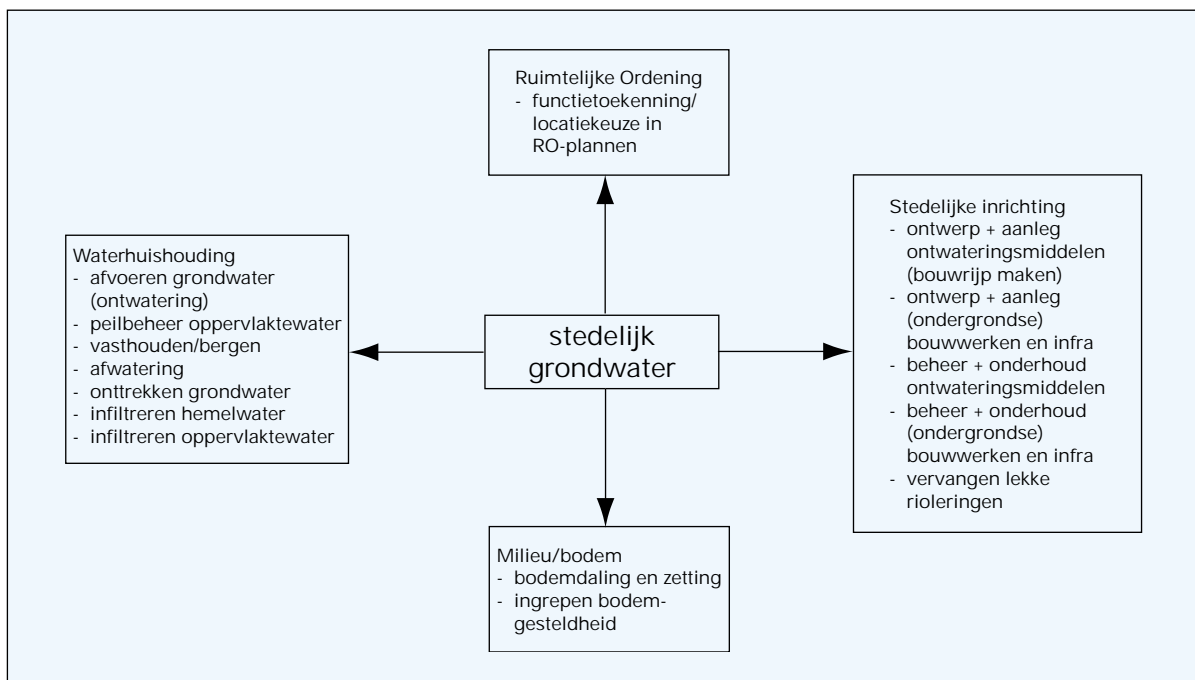 Ruimtelijke Ordening
- functietoekenning/
locatiekeuze in
RO-plannen
Waterhuishouding
- afvoeren grondwater
(ontwatering)
- peilbeheer oppervlaktewater
- vasthouden/bergen
- afwatering
- onttrekken grondwater
- infiltreren hemelwater
- infiltreren oppervlaktewater
stedelijk
grondwater
Stedelijke inrichting
- ontwerp + aanleg
ontwateringsmiddelen
(bouwrijp maken)
- ontwerp + aanleg
(ondergrondse)
bouwwerken en infra
- beheer + onderhoud
ontwateringsmiddelen
- beheer + onderhoud
(ondergrondse)
bouwwerken en infra
- vervangen lekke
rioleringen
Milieu/bodem
- bodemdaling en zetting
- ingrepen bodem-
gesteldheid